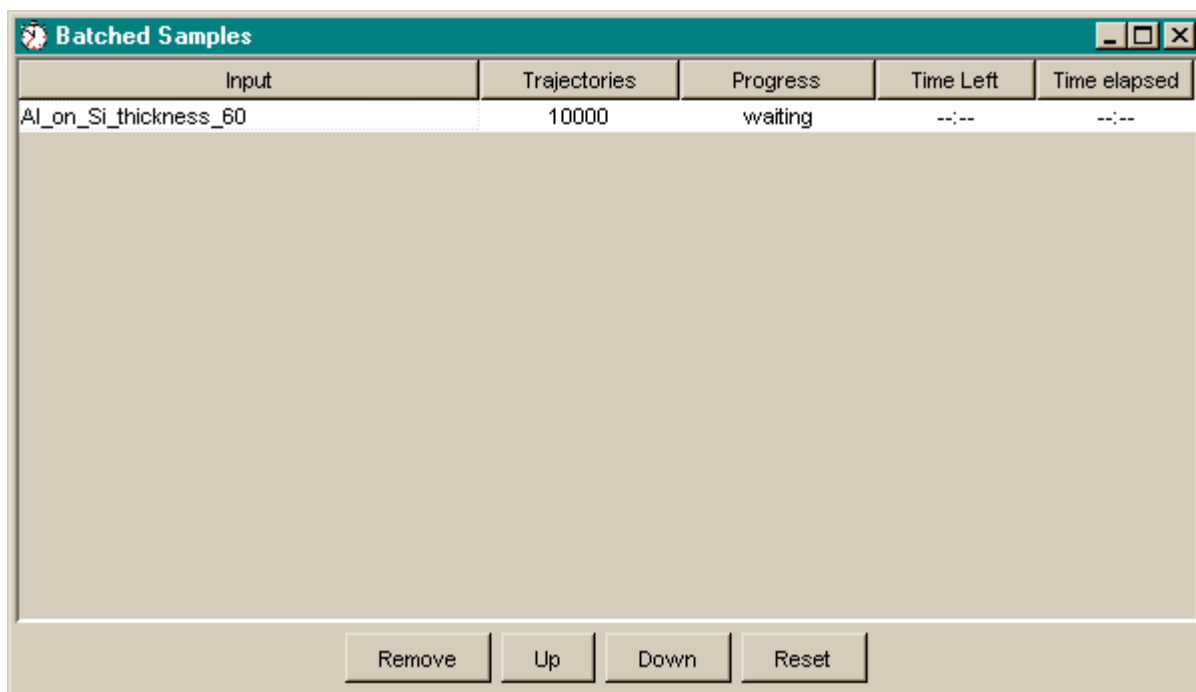 Batched Samples
Input Trajectories Progress Time Left Time elapsed
Al_on_Si_thickness_60 10000 waiting --:-- --:--
Remove Up Down Reset